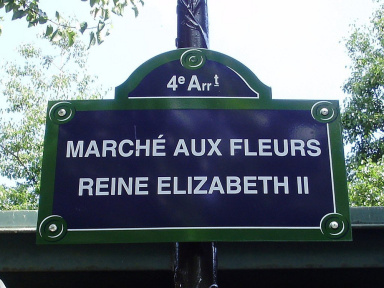 4e Arrt
MARCHÉ AUX FLEURS
REINE ELIZABETH II